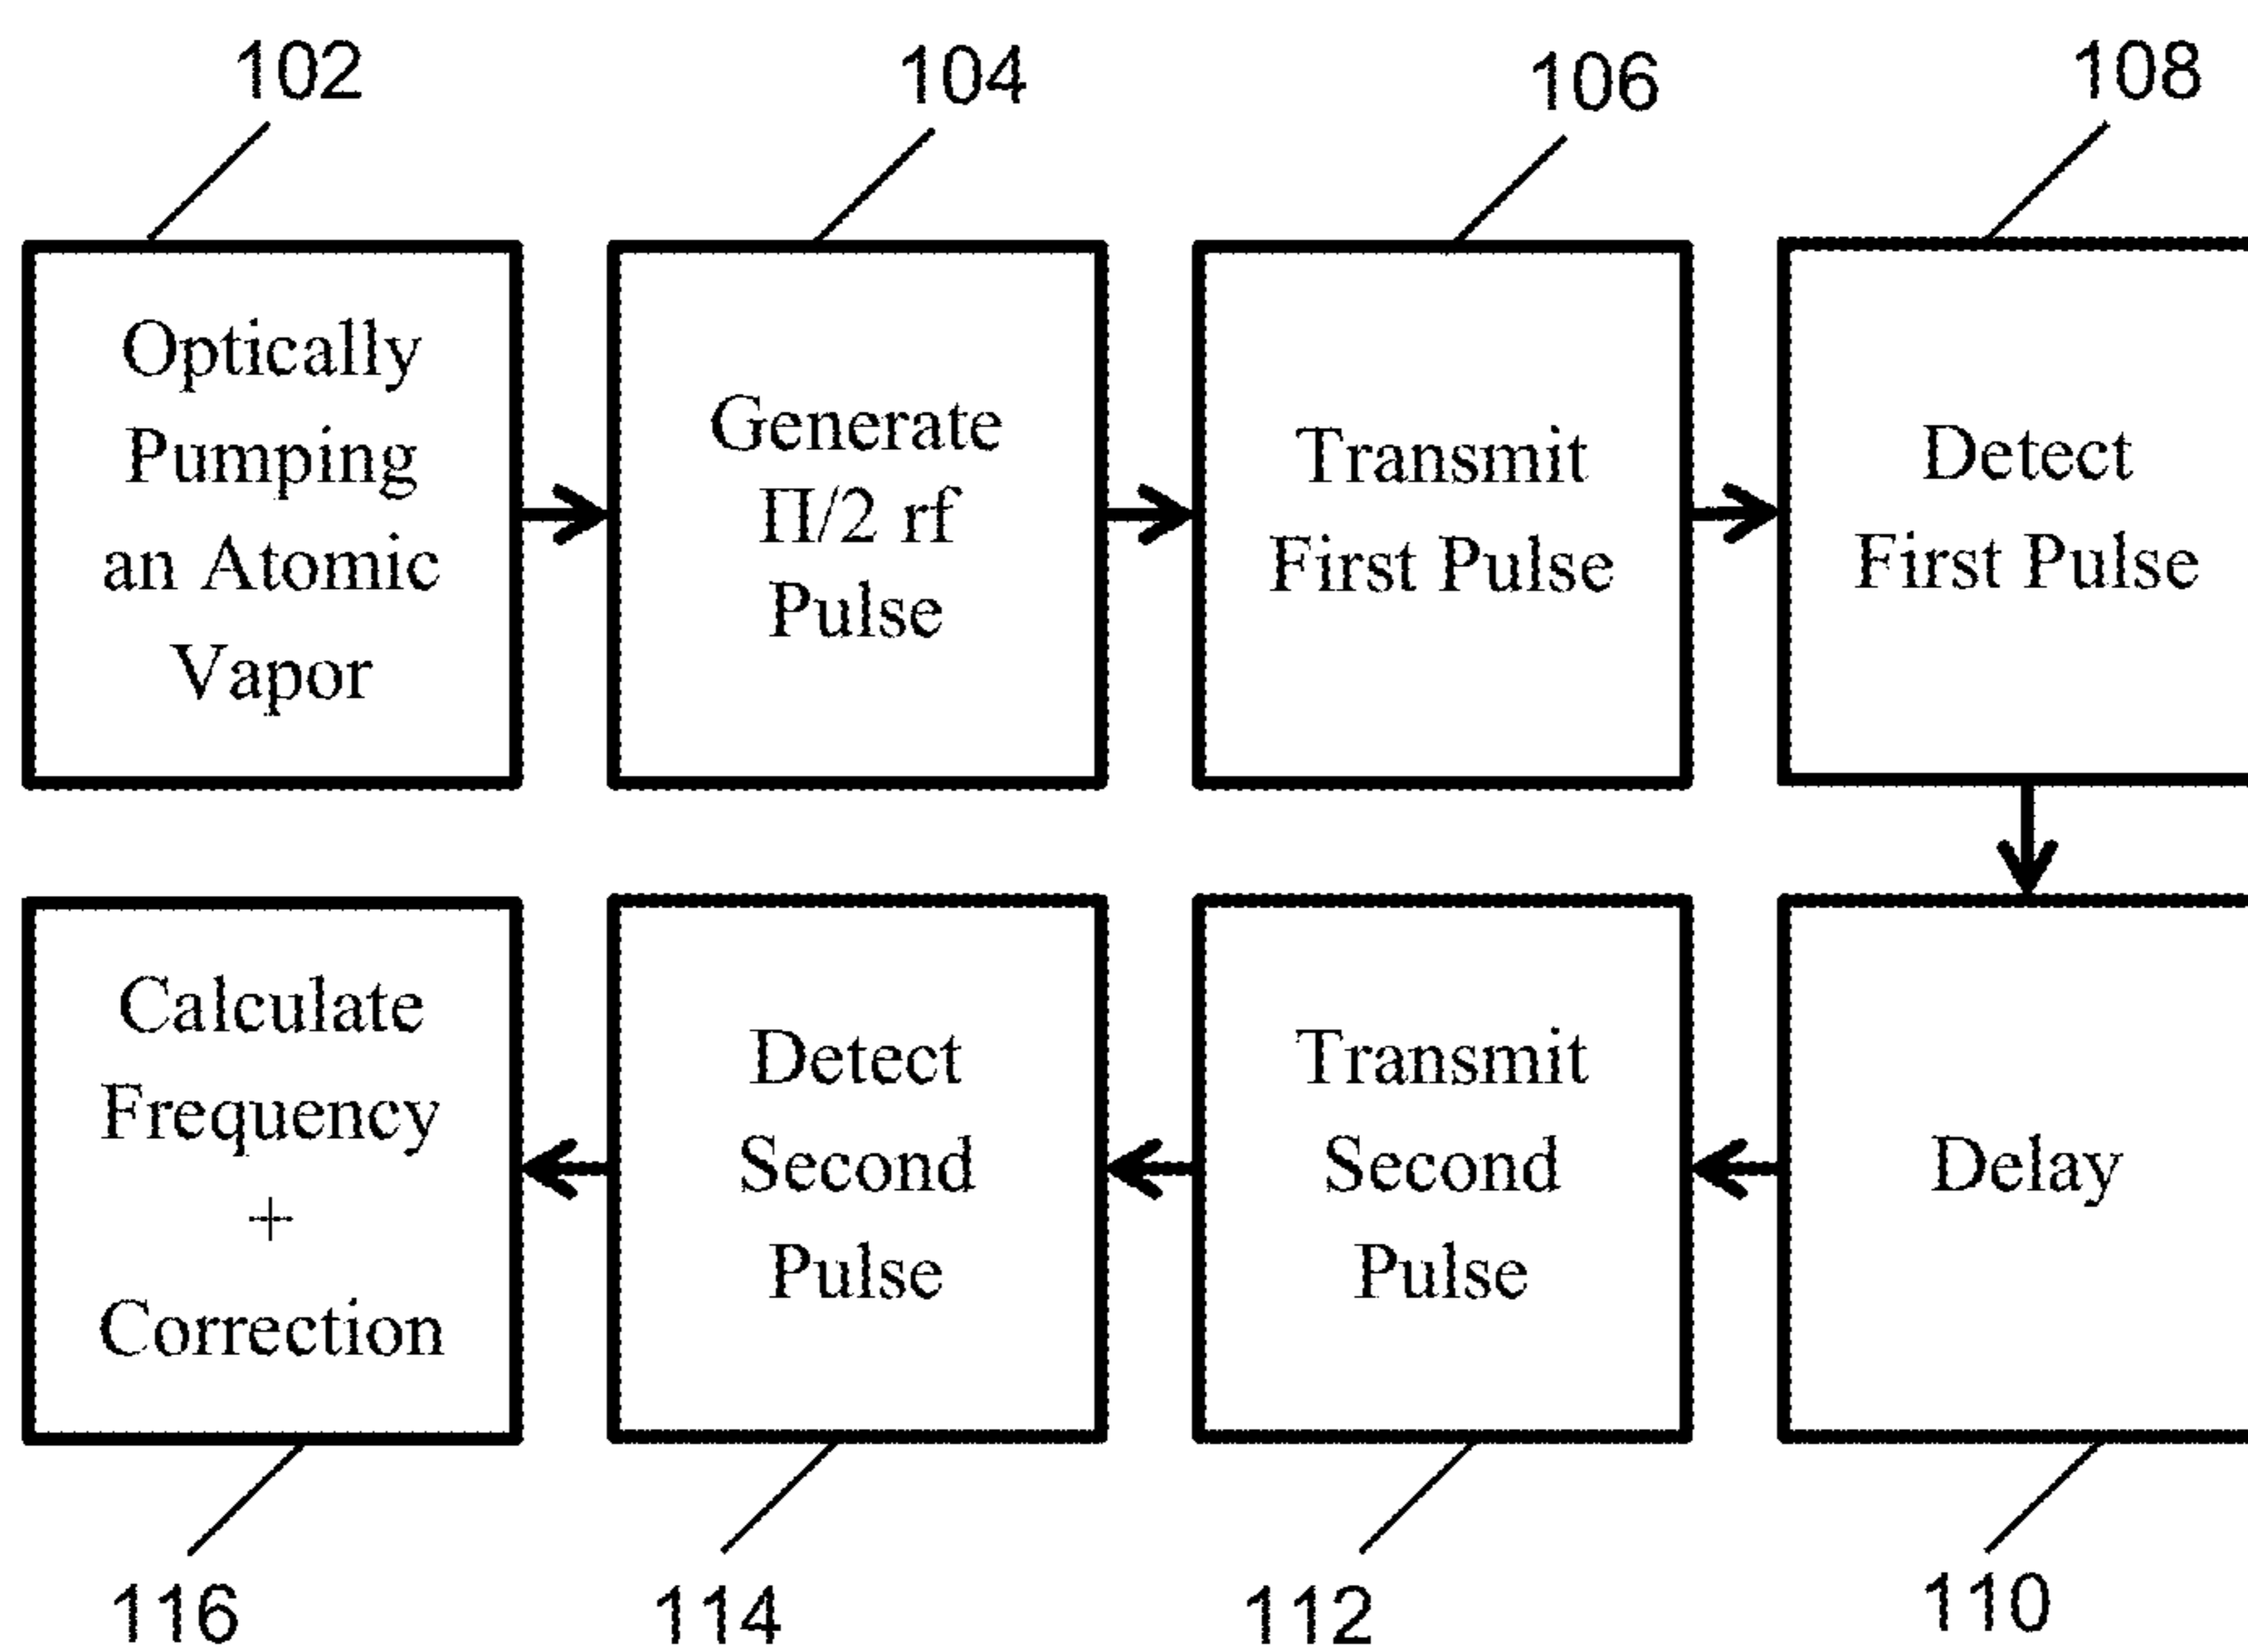 102
104
106
108
Optically
Pumping
an Atomic
Vapor
Generate
Π/2 rf
Pulse
Transmit
First Pulse
Detect
First Pulse
Calculate
Frequency
+
Correction
Detect
Second
Pulse
Transmit
Second
Pulse
Delay
116
114
112
110